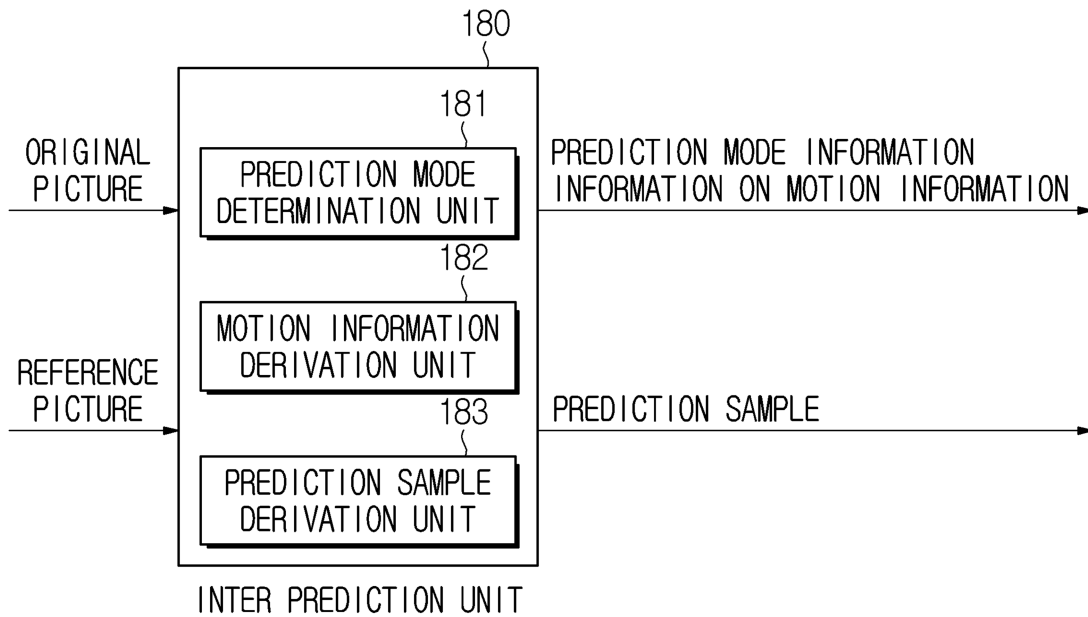 180
181
ORIGINAL
PICTURE
PREDICTION MODE
DETERMINATION UNIT
PREDICTION MODE INFORMATION
INFORMATION ON MOTION INFORMATION
182
MOTION INFORMATION
DERIVATION UNIT
REFERENCE
PICTURE
183
PREDICTION SAMPLE
PREDICTION SAMPLE
DERIVATION UNIT
INTER PREDICTION UNIT